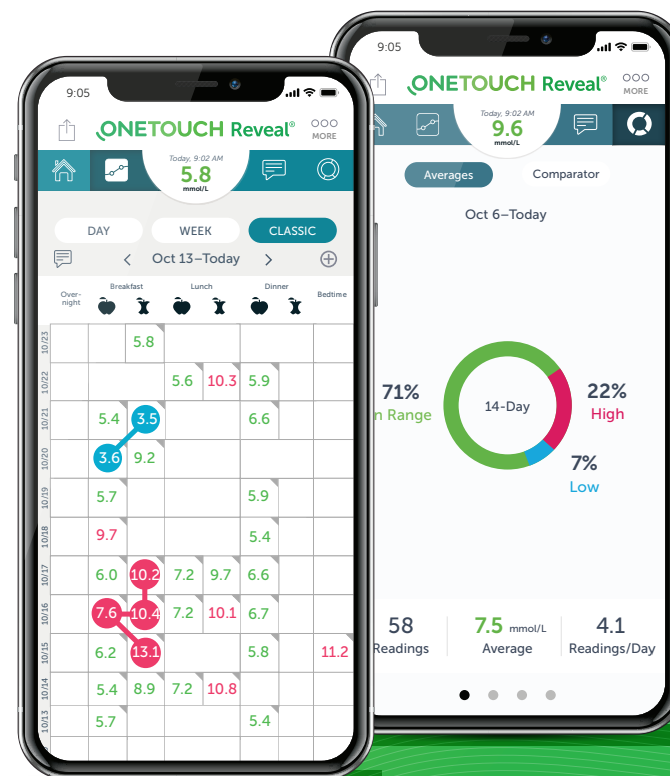 9:05
ONETOUCH Reveal®
MORE
Today, 9:02 AM
5.8
mmol/L
DAY WEEK CLASSIC
Oct 13–Today
Breakfast Lunch Dinner
Over-
night
Bedtime
10/23 5.8
10/22 5.6 10.3 5.9
10/21 5.4 3.5 6.6
10/20 3.6 9.2
10/19 5.7 5.9
10/18 9.7 5.4
10/17 6.0 10.2 7.2 9.7 6.6
10/16 7.6 10.4 7.2 10.1 6.7
10/15 6.2 13.1 5.8 11.2
10/14 5.4 8.9 7.2 10.8
10/13 5.7 5.4
9:05
ONETOUCH Reveal®
MORE
Today, 9:02 AM
9.6
mmol/L
Averages Comparator
Oct 6–Today
71%
n Range
14-Day
22%
High
7%
Low
58
Readings
7.5 mmol/L
Average
4.1
Readings/Day